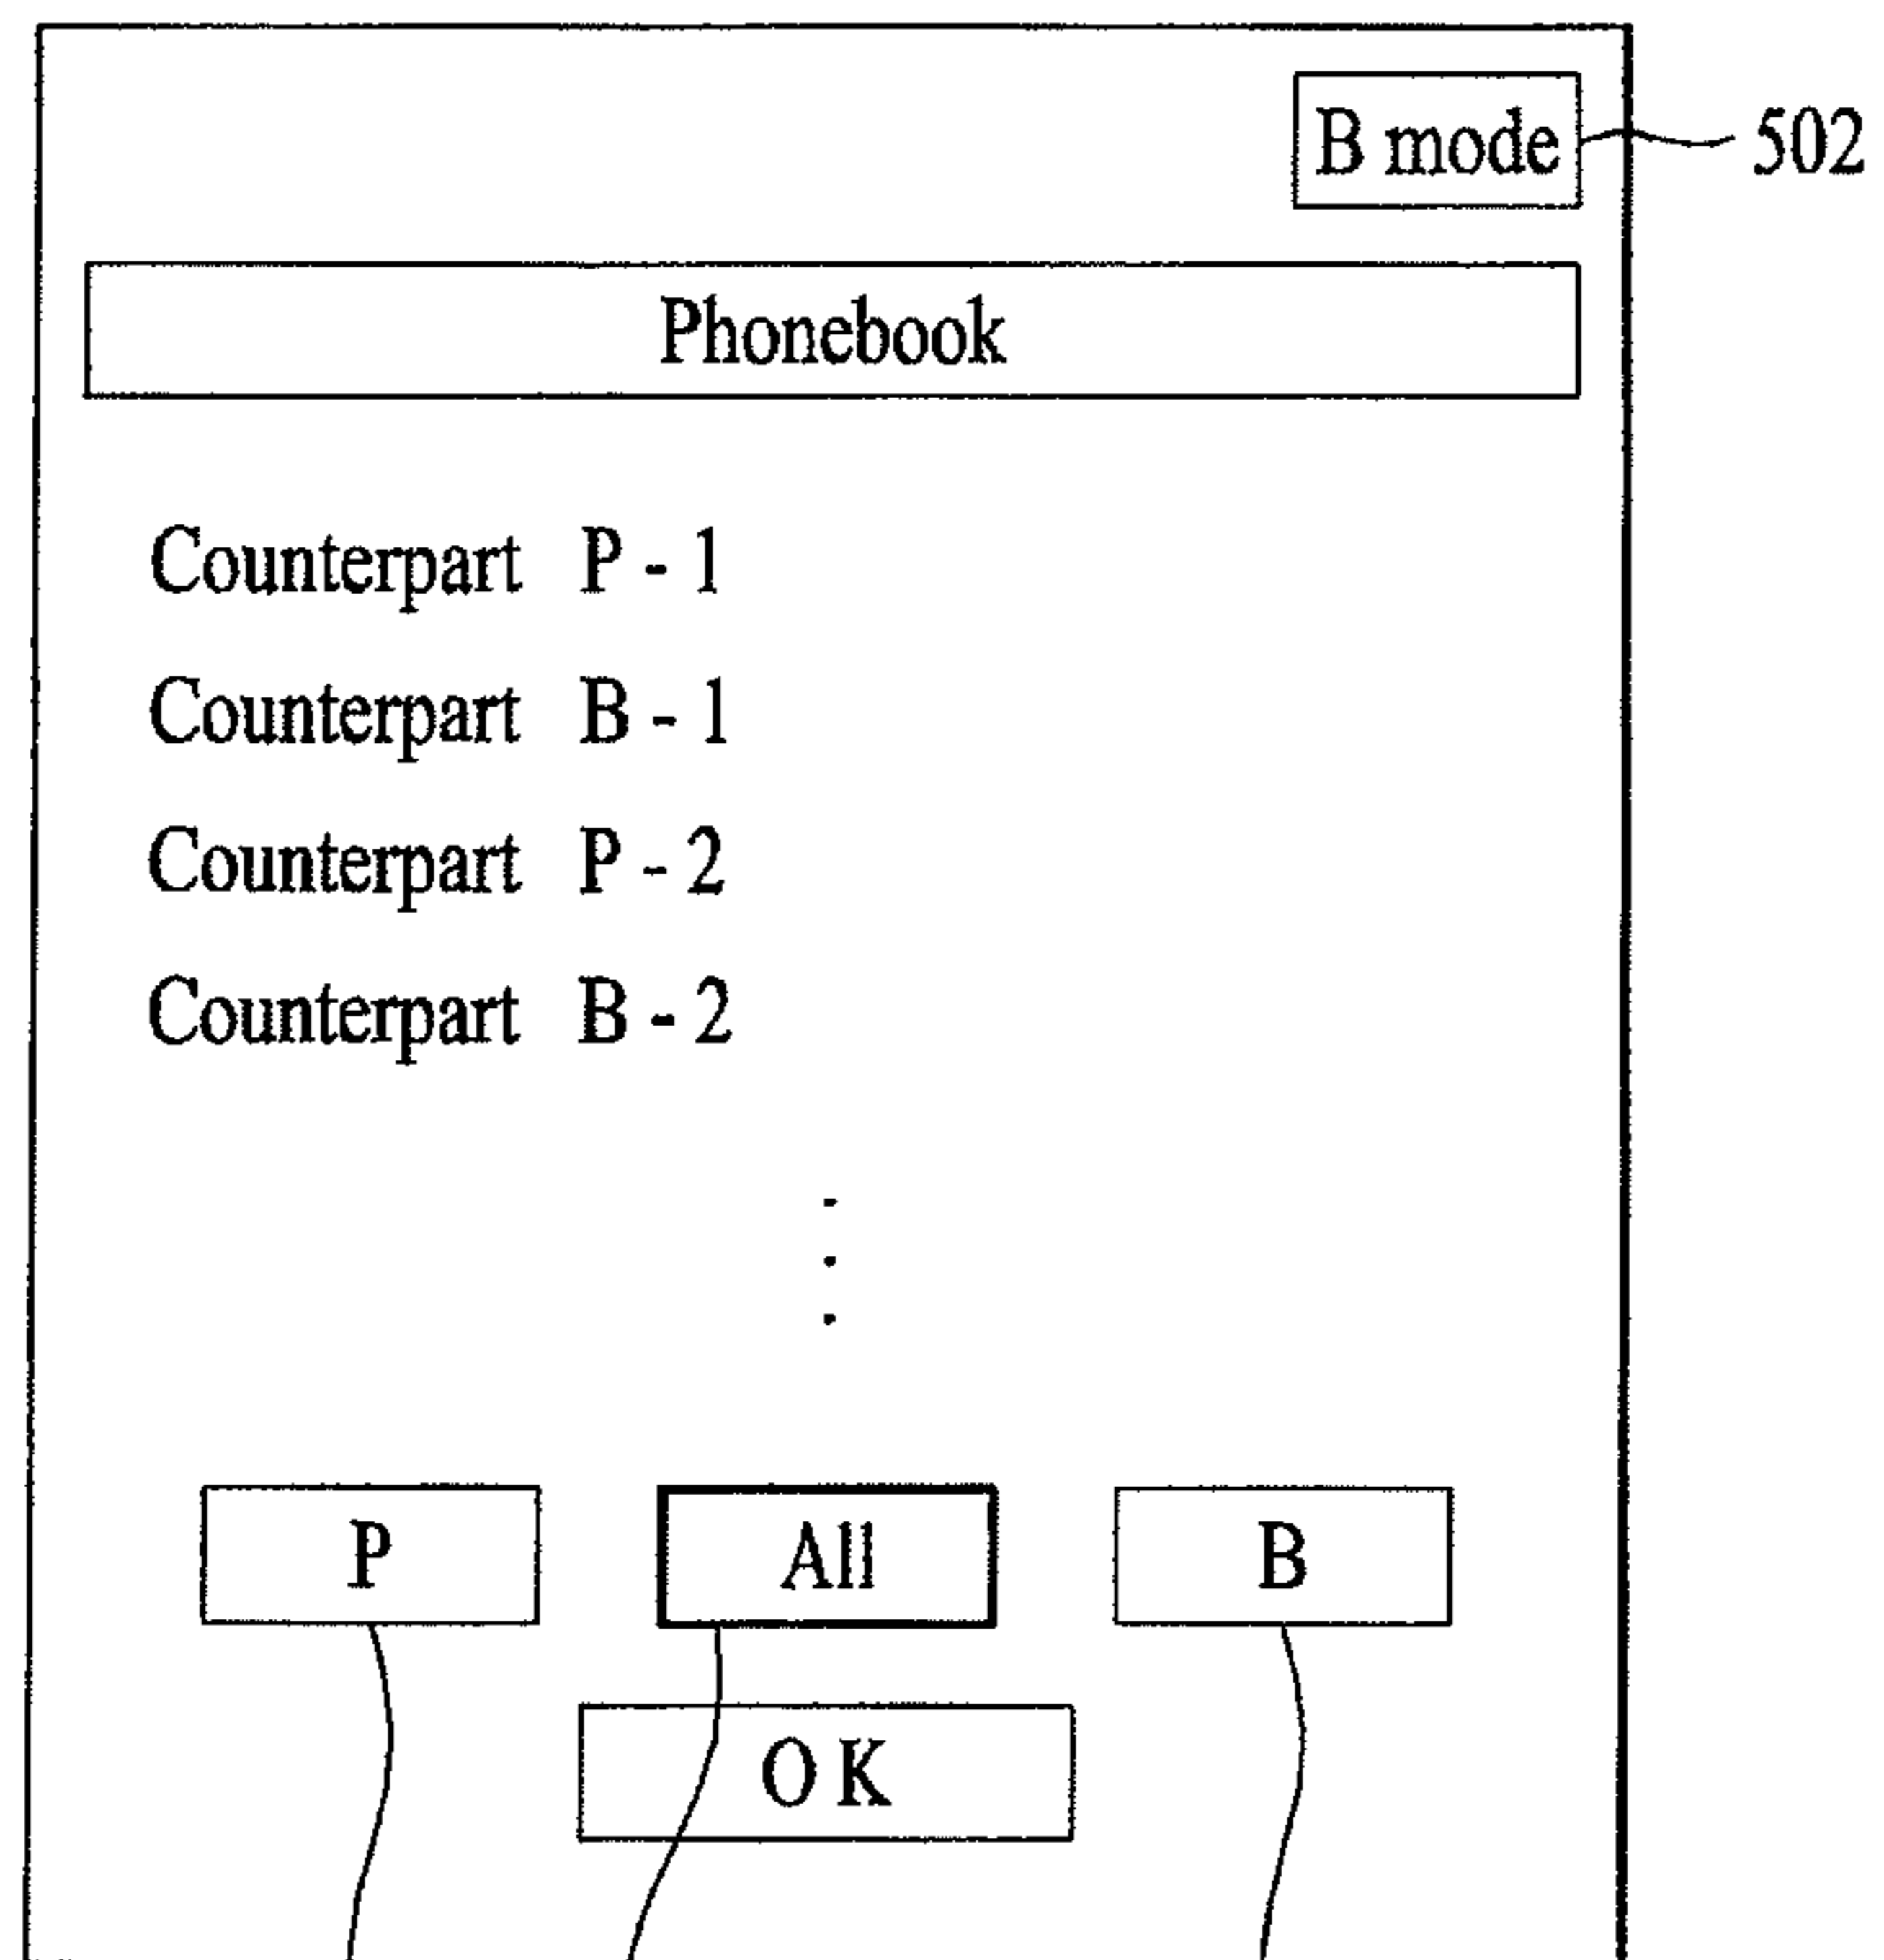 B mode 502
Phonebook
Counterpart P - 1
Counterpart B - 1
Counterpart P - 2
Counterpart B - 2
P All B
OK